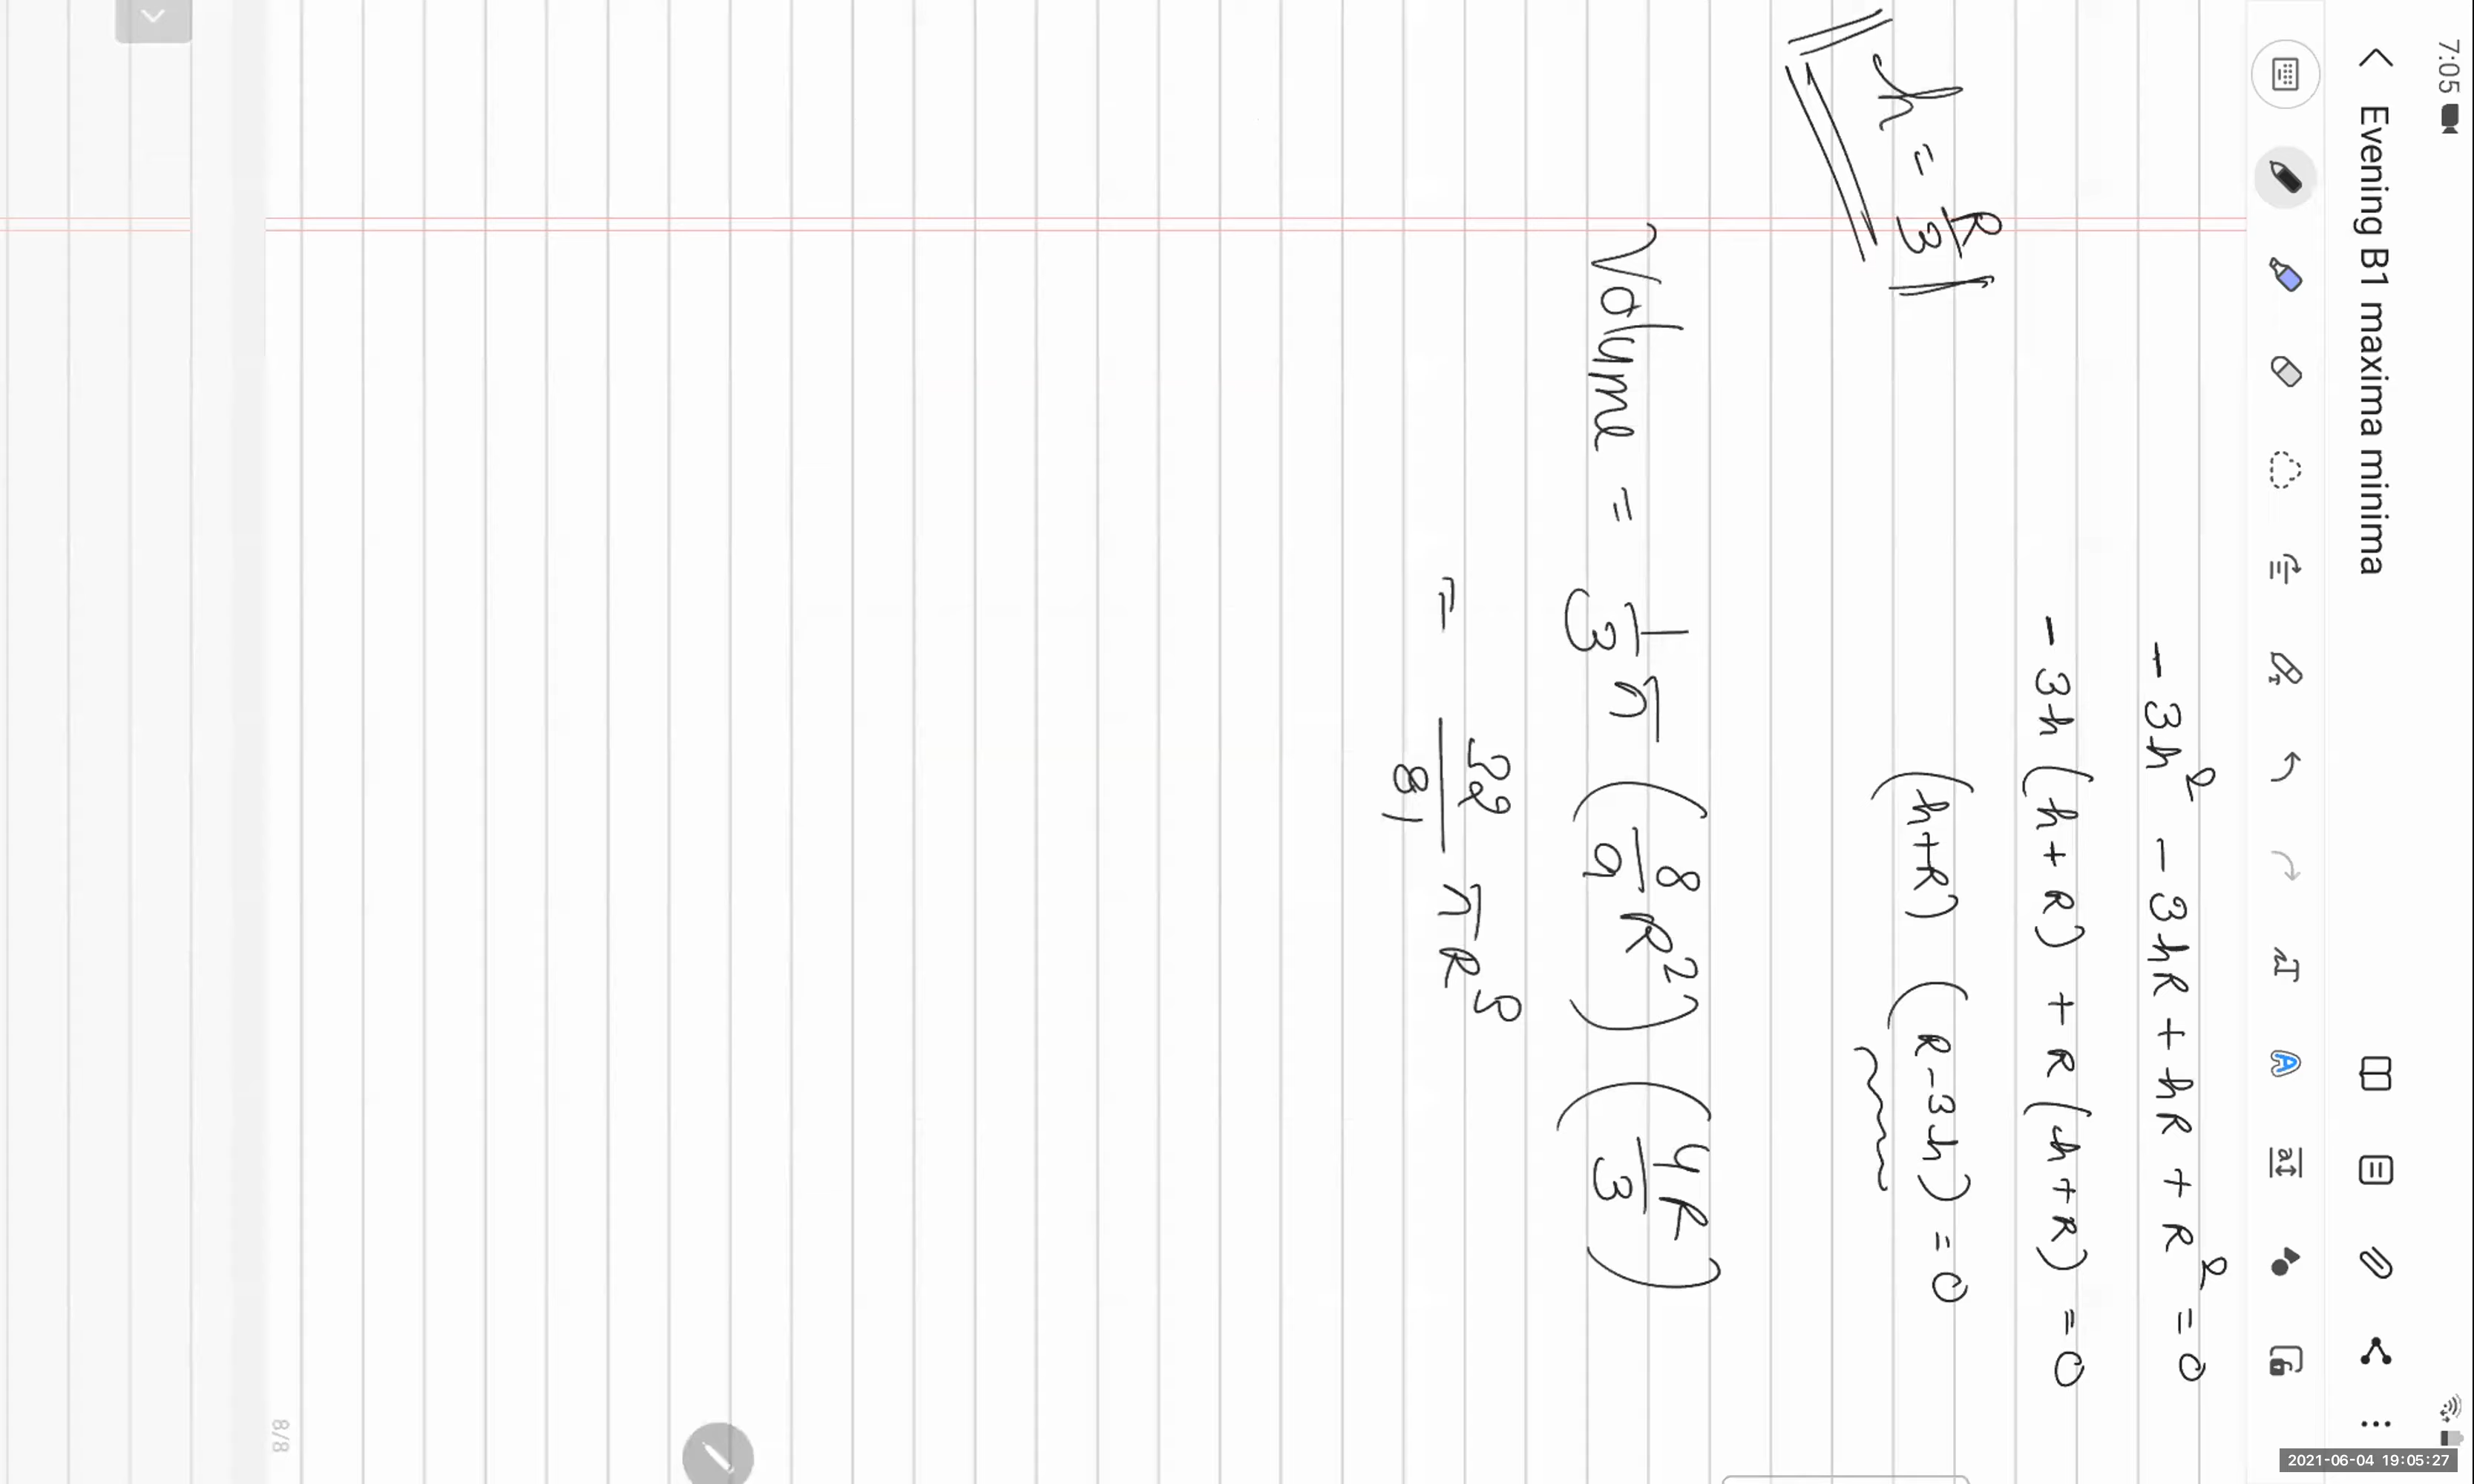 7:05
Evening B1 maxima minima
-3h² - 3hR + hR + R² = 0
-3h(h+R) + R(h+R) = 0
(h+R) (R-3h) = 0
h = R/3
Volume = 1/3 π (8/9 R²) (4R/3)
= 32/81 πR³
8/8
2021-06-04 19:05:27